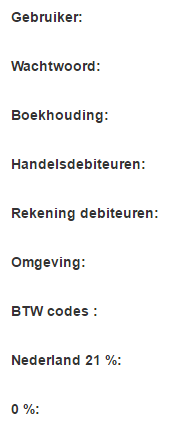 Gebruiker:
Wachtwoord:
Boekhouding:
Handelsdebiteuren:
Rekening debiteuren:
Omgeving:
BTW codes :
Nederland 21 %:
0 %: